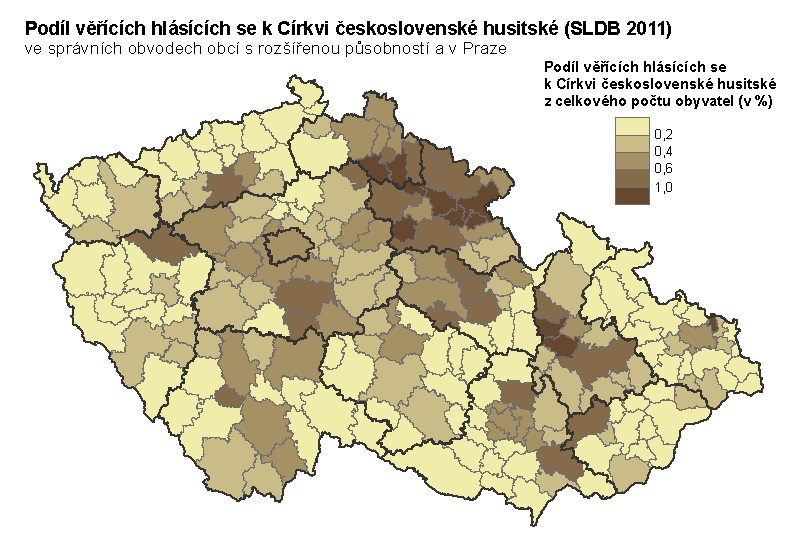 Podíl věřících hlásících se k Církvi československé husitské (SLDB 2011)
ve správních obvodech obcí s rozšířenou působností a v Praze
Podíl věřících hlásících se
k Církvi československé husitské
z celkového počtu obyvatel (v %)
0,2
0,4
0,6
1,0